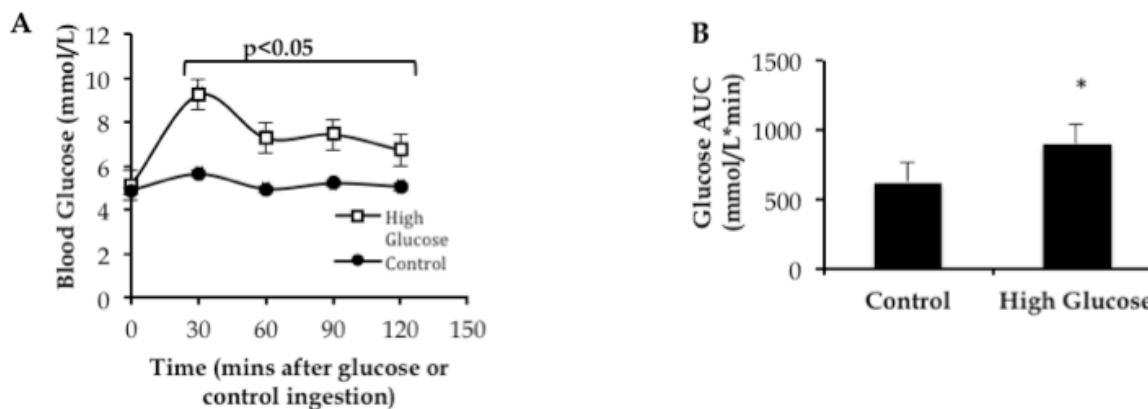 A
Blood Glucose (mmol/L)
12
10
8
6
4
2
0
p<0.05
High
Glucose
Control
0 30 60 90 120 150
Time (mins after glucose or
control ingestion)
B
Glucose AUC
(mmol/L*min)
1500
1000
500
0
*
Control High Glucose